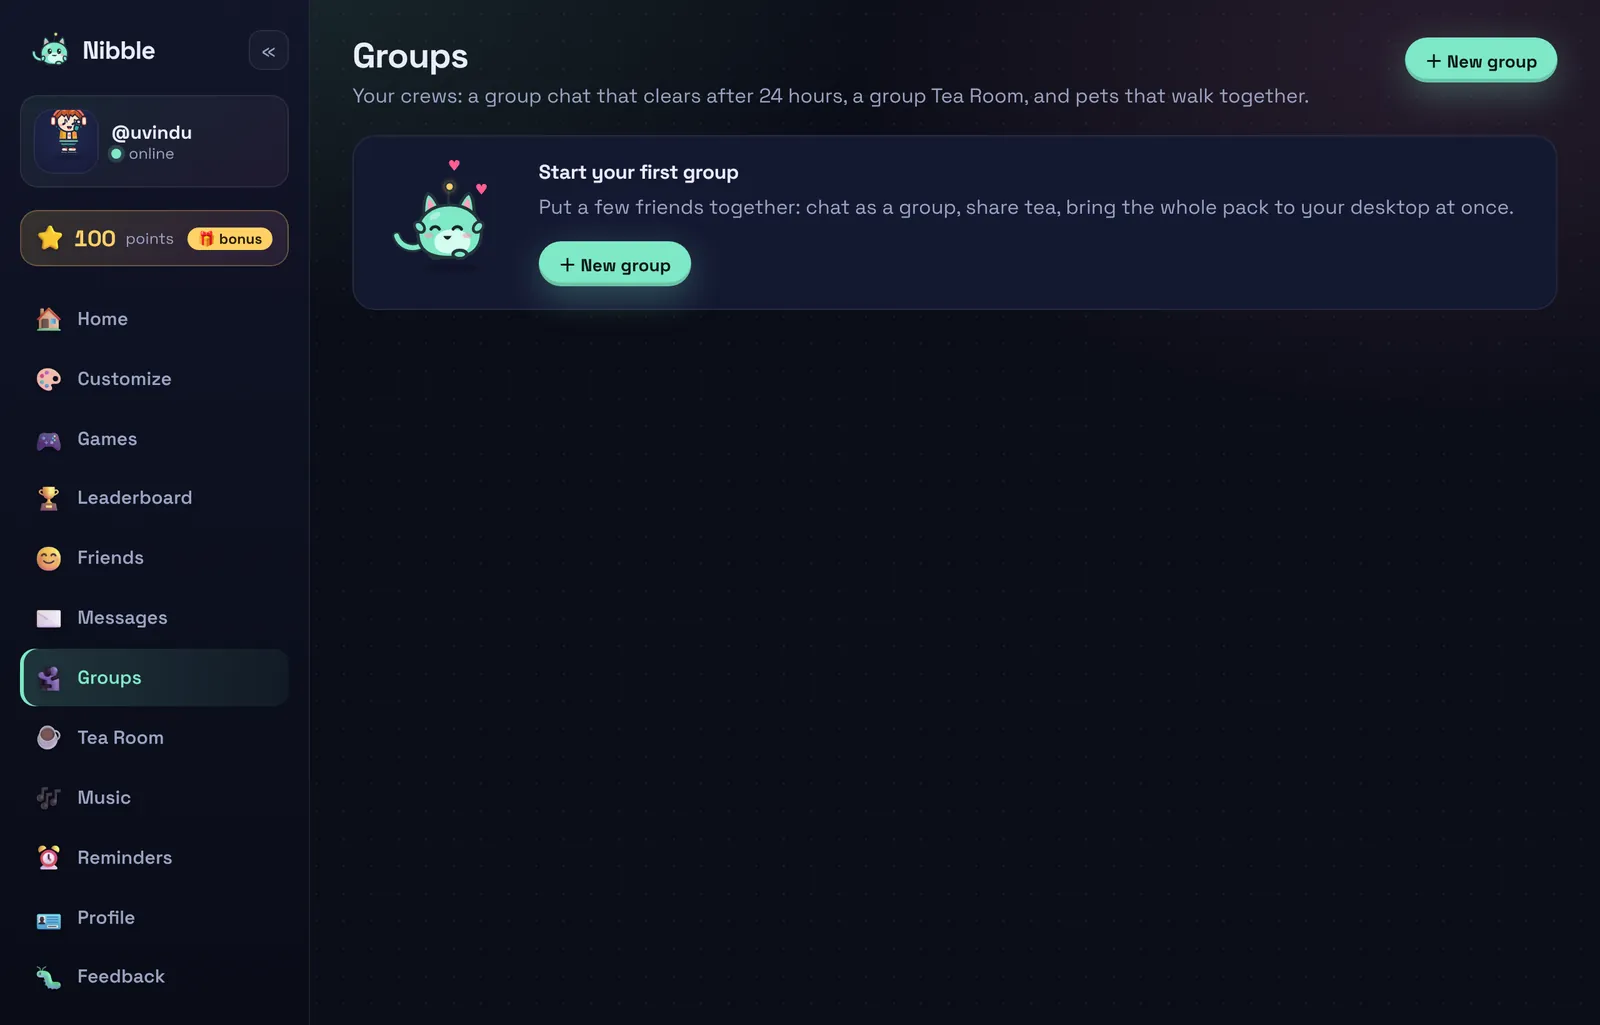 Nibble
«
@uvindu
online
100 points bonus
Home
Customize
Games
Leaderboard
Friends
Messages
Groups
Tea Room
Music
Reminders
Profile
Feedback
Groups
Your crews: a group chat that clears after 24 hours, a group Tea Room, and pets that walk together.
+ New group
Start your first group
Put a few friends together: chat as a group, share tea, bring the whole pack to your desktop at once.
+ New group